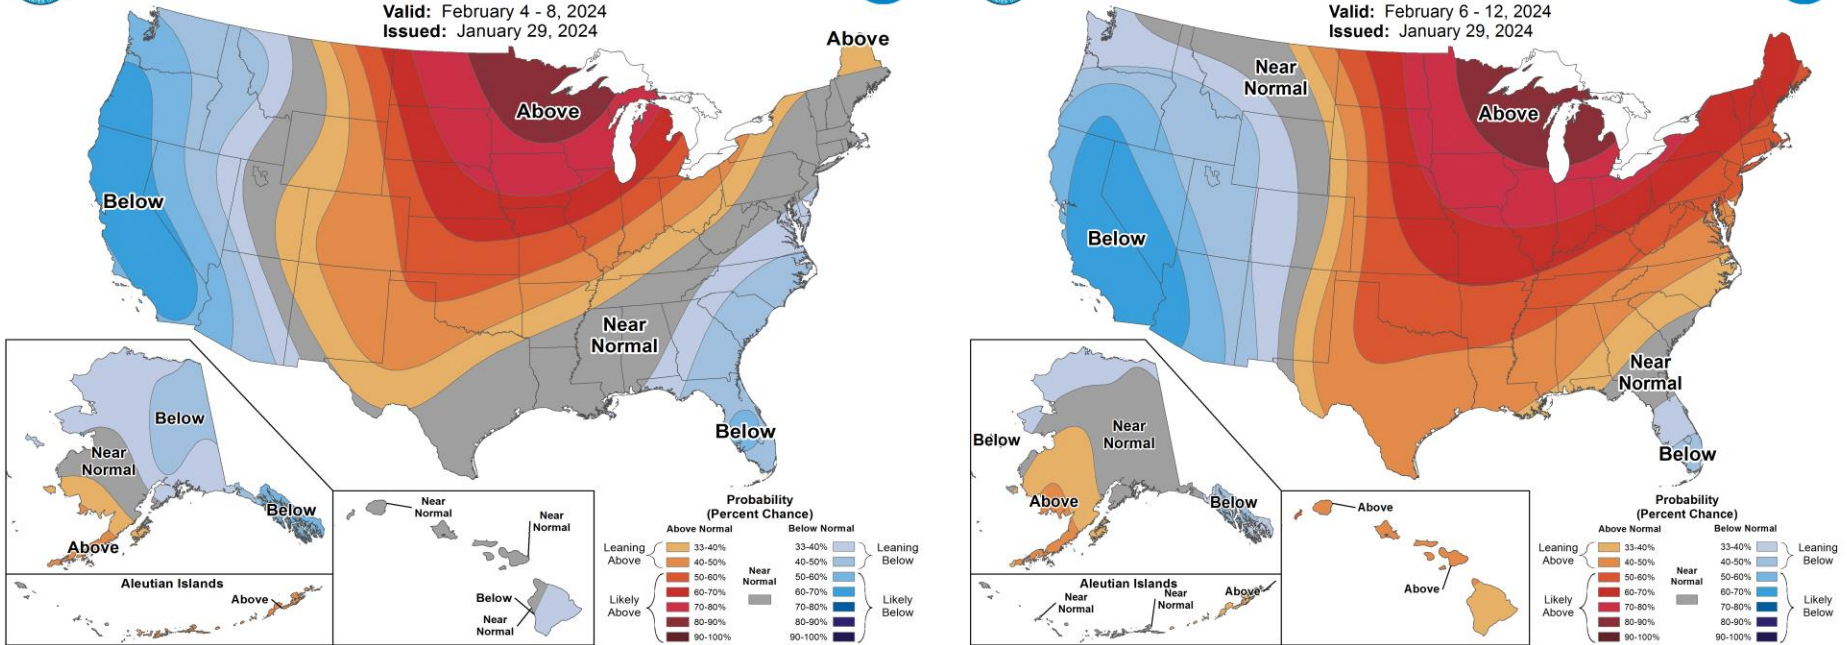 Valid: February 4 - 8, 2024
Issued: January 29, 2024
Above
Above
Below
Near
Normal
Below
Below
Near
Normal
Above
Below
Aleutian Islands
Above
Near
Normal
Near
Normal
Below
Near
Normal
Probability
(Percent Chance)
Above Normal
Below Normal
Leaning
Above
33-40%
40-50%
Likely
Above
50-60%
60-70%
70-80%
80-90%
90-100%
Near
Normal
33-40%
40-50%
Leaning
Below
50-60%
60-70%
70-80%
80-90%
90-100%
Likely
Below
Valid: February 6 - 12, 2024
Issued: January 29, 2024
Near
Normal
Above
Below
Near
Normal
Below
Below
Near
Normal
Above
Below
Aleutian Islands
Near
Normal
Near
Normal
Above
Above
Above
Probability
(Percent Chance)
Above Normal
Below Normal
Leaning
Above
33-40%
40-50%
Likely
Above
50-60%
60-70%
70-80%
80-90%
90-100%
Near
Normal
33-40%
40-50%
Leaning
Below
50-60%
60-70%
70-80%
80-90%
90-100%
Likely
Below